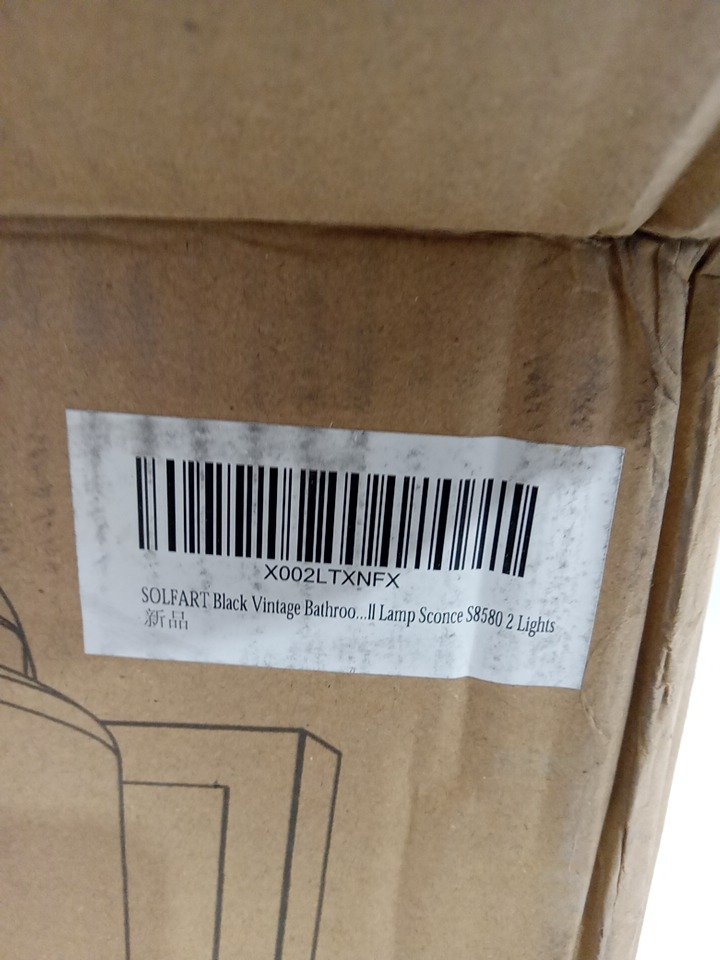 X002LTXNFX
SOLFART Black Vintage Bathroo...ll Lamp Sconce S8580 2 Lights
新品